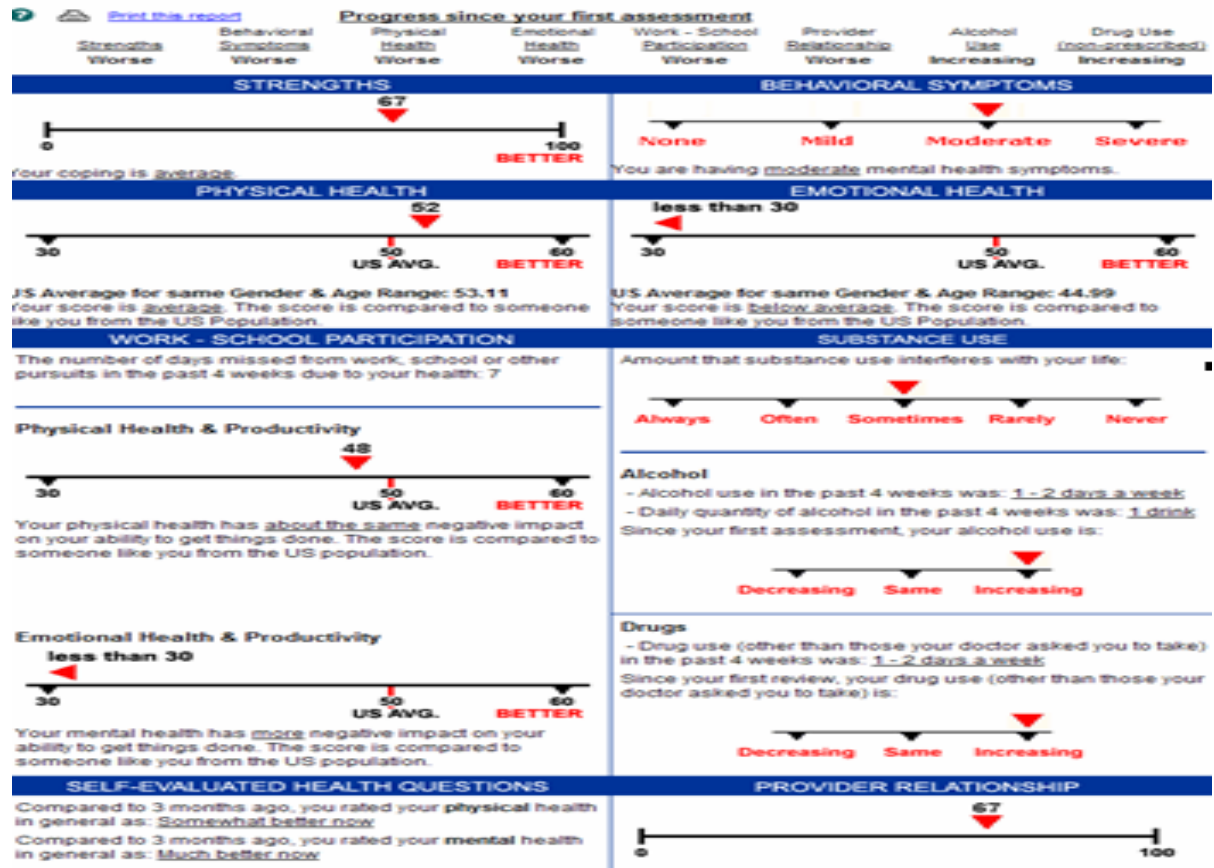 ?
Print this report
Progress since your first assessment
Strengths
Worse
Behavioral
Symptoms
Worse
Physical
Health
Worse
Emotional
Health
Worse
Work - School
Participation
Worse
Provider
Relationship
Worse
Alcohol
Use
Increasing
Drug Use
(non-prescribed)
Increasing
STRENGTHS
67
0 100
BETTER
Your coping is average.
BEHAVIORAL SYMPTOMS
None Mild Moderate Severe
You are having moderate mental health symptoms.
PHYSICAL HEALTH
52
30 50 60
US AVG. BETTER
US Average for same Gender & Age Range: 53.11
Your score is average. The score is compared to someone
like you from the US Population.
EMOTIONAL HEALTH
less than 30
30 50 60
US AVG. BETTER
US Average for same Gender & Age Range: 44.99
Your score is below average. The score is compared to
someone like you from the US Population.
WORK - SCHOOL PARTICIPATION
The number of days missed from work, school or other
pursuits in the past 4 weeks due to your health: 7
Physical Health & Productivity
48
30 50 60
US AVG. BETTER
Your physical health has about the same negative impact
on your ability to get things done. The score is compared to
someone like you from the US population.
Emotional Health & Productivity
less than 30
30 50 60
US AVG. BETTER
Your mental health has more negative impact on your
ability to get things done. The score is compared to
someone like you from the US population.
SUBSTANCE USE
Amount that substance use interferes with your life:
Always Often Sometimes Rarely Never
Alcohol
- Alcohol use in the past 4 weeks was: 1 - 2 days a week
- Daily quantity of alcohol in the past 4 weeks was: 1 drink
Since your first assessment, your alcohol use is:
Decreasing Same Increasing
Drugs
- Drug use (other than those your doctor asked you to take)
in the past 4 weeks was: 1 - 2 days a week
Since your first review, your drug use (other than those your
doctor asked you to take) is:
Decreasing Same Increasing
SELF-EVALUATED HEALTH QUESTIONS
Compared to 3 months ago, you rated your physical health
in general as: Somewhat better now
Compared to 3 months ago, you rated your mental health
in general as: Much better now
PROVIDER RELATIONSHIP
67
0 100